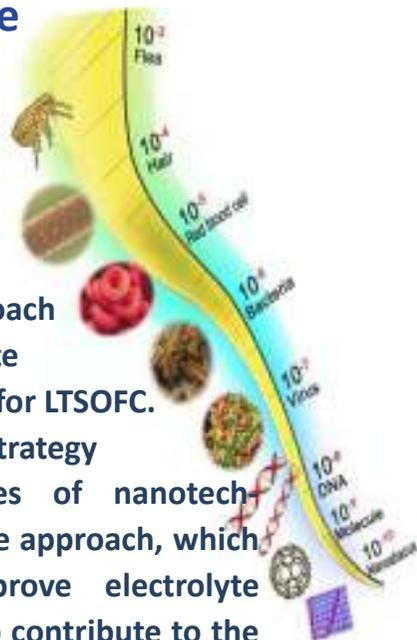 e
10-3
Flea
10-4
Hair
10-5
Red blood cell
10-6
Bacteria
10-7
Virus
10-8
DNA
10-9
Molecule
oach
te
for LTSOFC.
trategy
es of nanotech-
e approach, which
prove electrolyte
o contribute to the